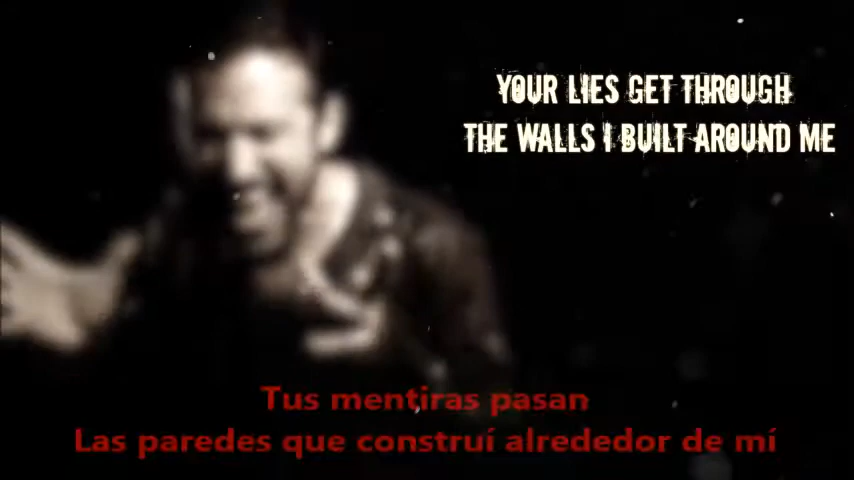 YOUR LIES GET THROUGH
THE WALLS I BUILT AROUND ME
Tus mentiras pasan
Las paredes que construí alrededor de mí